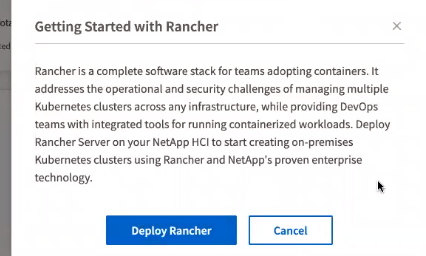 Getting Started with Rancher
Rancher is a complete software stack for teams adopting containers. It
addresses the operational and security challenges of managing multiple
Kubernetes clusters across any infrastructure, while providing DevOps
teams with integrated tools for running containerized workloads. Deploy
Rancher Server on your NetApp HCI to start creating on-premises
Kubernetes clusters using Rancher and NetApp's proven enterprise
technology.
Deploy Rancher
Cancel